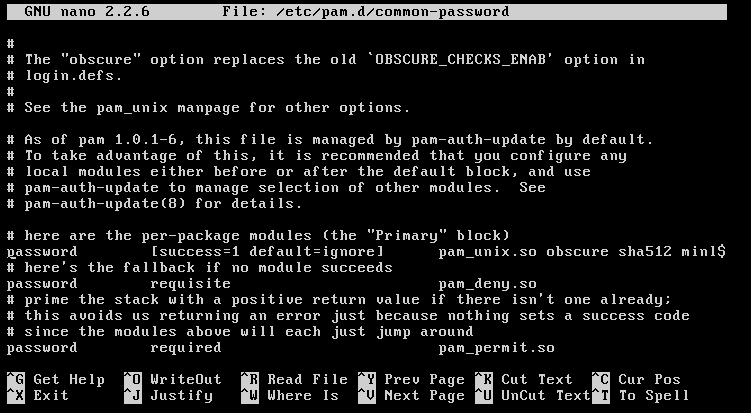 GNU nano 2.2.6 File: /etc/pam.d/common-password
#
# The "obscure" option replaces the old `OBSCURE_CHECKS_ENAB' option in
# login.defs.
#
# See the pam_unix manpage for other options.
# As of pam 1.0.1-6, this file is managed by pam-auth-update by default.
# To take advantage of this, it is recommended that you configure any
# local modules either before or after the default block, and use
# pam-auth-update to manage selection of other modules.  See
# pam-auth-update(8) for details.
# here are the per-package modules (the "Primary" block)
password [success=1 default=ignore] pam_unix.so obscure sha512 minl$
# here's the fallback if no module succeeds
password requisite pam_deny.so
# prime the stack with a positive return value if there isn't one already;
# this avoids us returning an error just because nothing sets a success code
# since the modules above will each just jump around
password required pam_permit.so
^G Get Help ^O WriteOut ^R Read File ^Y Prev Page ^K Cut Text ^C Cur Pos
^X Exit ^J Justify ^W Where Is ^V Next Page ^U UnCut Text ^T To Spell